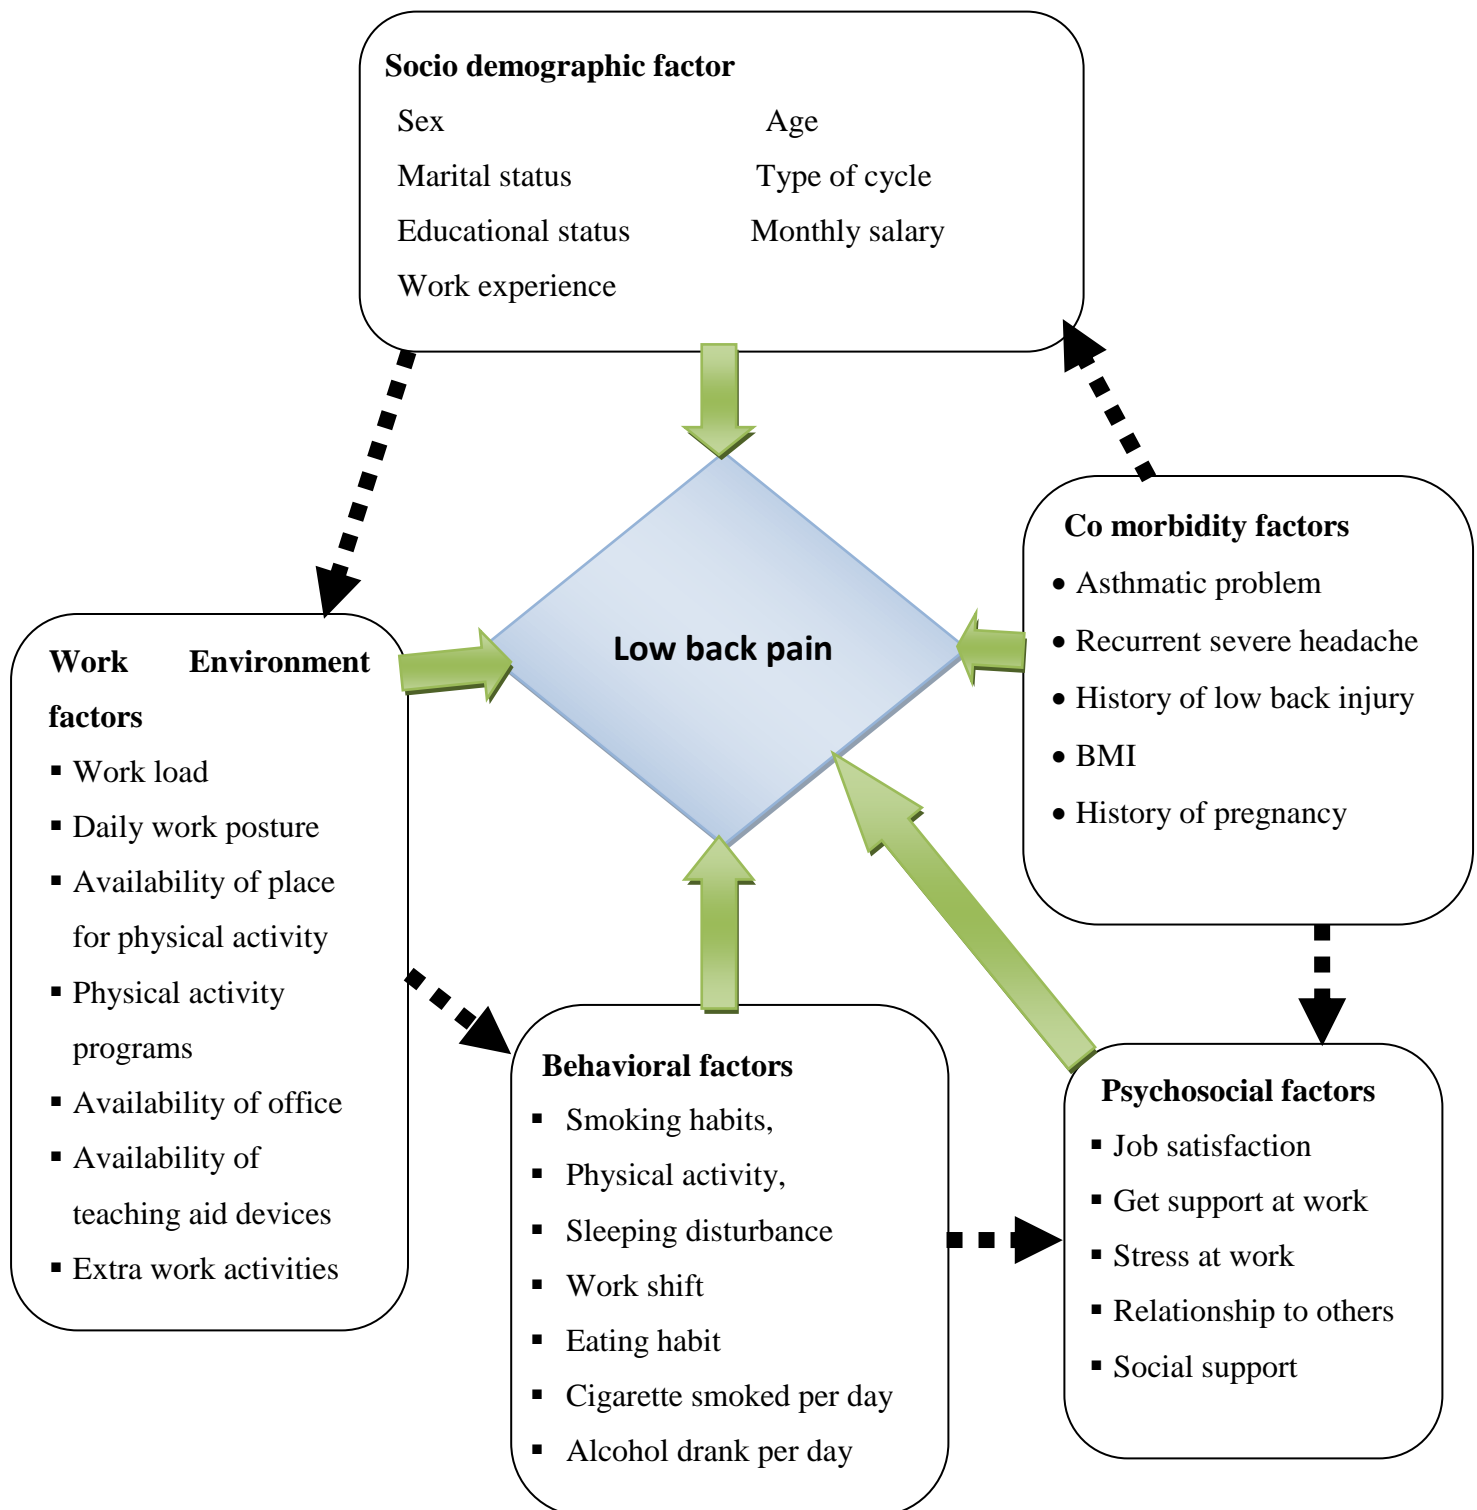 Socio demographic factor
Sex Age
Marital status Type of cycle
Educational status Monthly salary
Work experience
Low back pain
Co morbidity factors
• Asthmatic problem
• Recurrent severe headache
• History of low back injury
• BMI
• History of pregnancy
Work Environment
factors
▪ Work load
▪ Daily work posture
▪ Availability of place
for physical activity
▪ Physical activity
programs
▪ Availability of office
▪ Availability of
teaching aid devices
▪ Extra work activities
Behavioral factors
▪ Smoking habits,
▪ Physical activity,
▪ Sleeping disturbance
▪ Work shift
▪ Eating habit
▪ Cigarette smoked per day
▪ Alcohol drank per day
Psychosocial factors
▪ Job satisfaction
▪ Get support at work
▪ Stress at work
▪ Relationship to others
▪ Social support